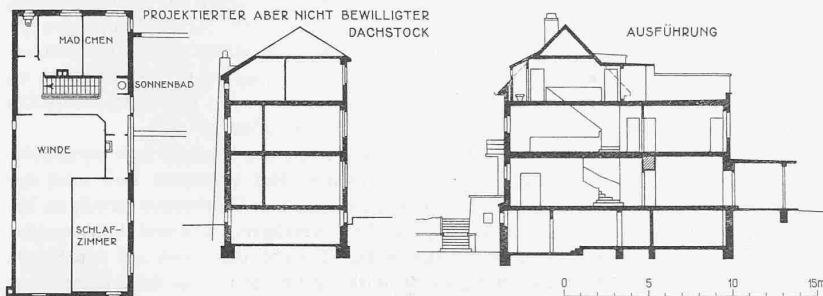 PROJEKTIERTER ABER NICHT BEWILLIGTER
DACHSTOCK
AUSFÜHRUNG
MÄDCHEN
SONNENBAD
WINDE
SCHLAF-
ZIMMER
0 5 10 15m